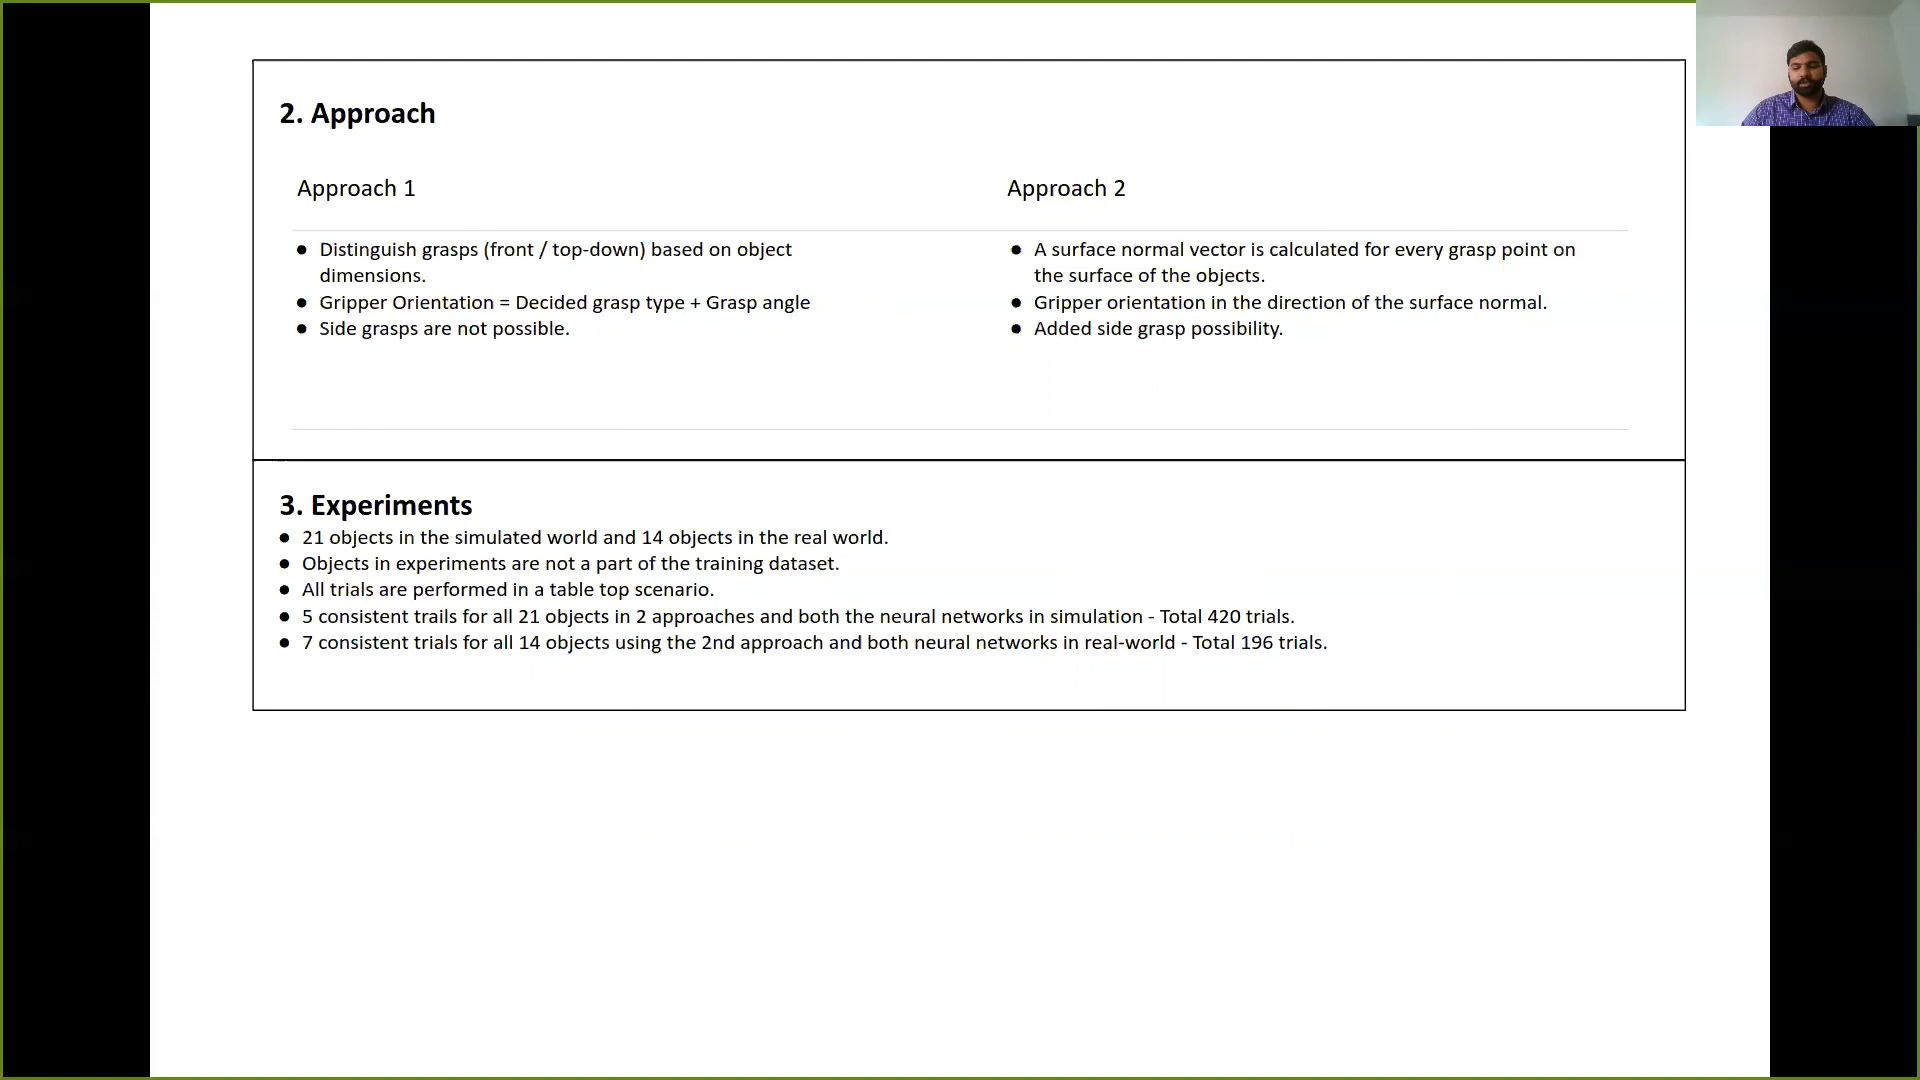 2. Approach
Approach 1
● Distinguish grasps (front / top-down) based on object
dimensions.
● Gripper Orientation = Decided grasp type + Grasp angle
● Side grasps are not possible.
Approach 2
● A surface normal vector is calculated for every grasp point on
the surface of the objects.
● Gripper orientation in the direction of the surface normal.
● Added side grasp possibility.
3. Experiments
● 21 objects in the simulated world and 14 objects in the real world.
● Objects in experiments are not a part of the training dataset.
● All trials are performed in a table top scenario.
● 5 consistent trails for all 21 objects in 2 approaches and both the neural networks in simulation - Total 420 trials.
● 7 consistent trials for all 14 objects using the 2nd approach and both neural networks in real-world - Total 196 trials.